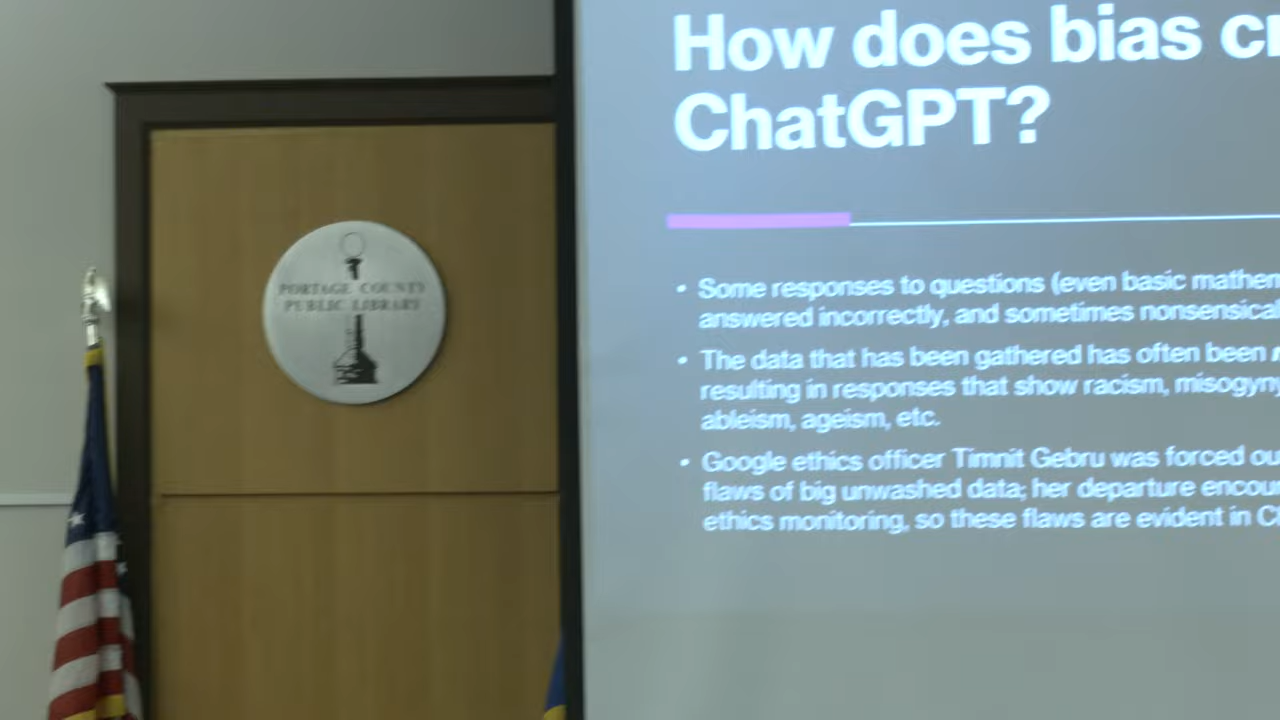 PORTAGE COUNTY
PUBLIC LIBRARY
How does bias
ChatGPT?
• Some responses to questions (even basic
answered incorrectly, and sometimes
• The data that has been gathered has often been
resulting in responses that show racism,
ableism, ageism, etc.
• Google ethics officer Timnit Gebru was forced
flaws of big unwashed data; her departure
ethics monitoring, so these flaws are evident in